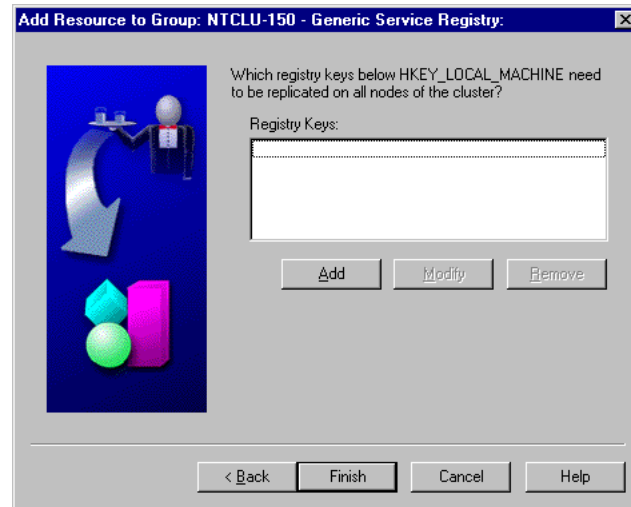 Add Resource to Group: NTCLU-150 - Generic Service Registry:
Which registry keys below HKEY_LOCAL_MACHINE need
to be replicated on all nodes of the cluster?
Registry Keys:
Add Modify Remove
< Back Finish Cancel Help